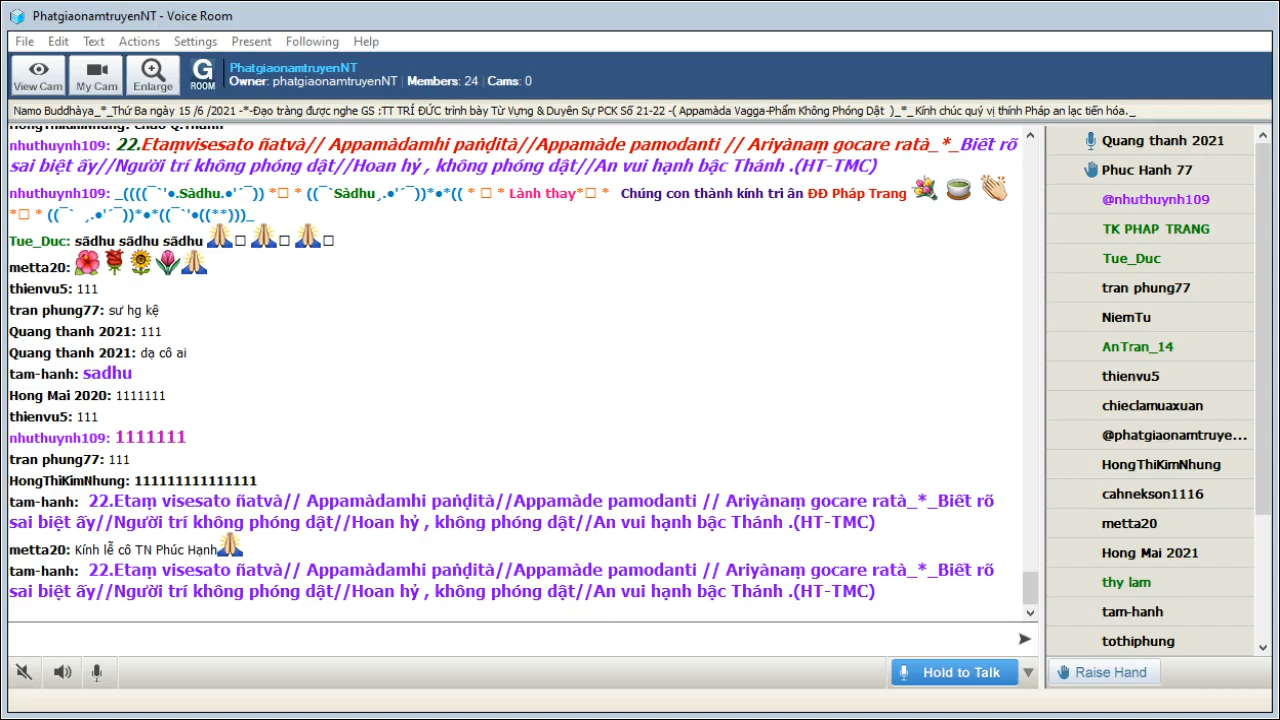 PhatgiaonamtruyenNT - Voice Room
File Edit Text Actions Settings Present Following Help
View Cam My Cam Enlarge G ROOM
PhatgiaonamtruyenNT
Owner: phatgiaonamtruyenNT Members: 24 Cams: 0
Namo Buddhàya_*_Thứ Ba ngày 15 /6 /2021 -*-Đạo tràng được nghe GS :TT TRÍ ĐỨC trình bày Từ Vựng & Duyên Sự PCK Số 21-22 -( Appamàda Vagga-Phẩm Không Phóng Dật )_*_ Kính chúc quý vị thính Pháp an lạc tiến hóa._
HongThiKimNhung: Chao Q.Thanh
nhuthuynh109: 22.Etaṃvisesato ñatvà// Appamàdamhi paṇḍità//Appamàde pamodanti // Ariyànaṃ gocare ratà_*_Biết rõ
sai biệt ấy//Người trí không phóng dật//Hoan hỷ , không phóng dật//An vui hạnh bậc Thánh .(HT-TMC)
nhuthuynh109: _((((¯`'•.Sàdhu.•'´¯)) *□ * ((¯`Sàdhu¸.•'´¯))*•*(( * □ * Lành thay*□ * Chúng con thành kính tri ân ĐĐ Pháp Trang
*□ * ((¯` ¸.•'´¯))*•*((¯`'•((**)))_
Tue_Duc: sādhu sādhu sādhu □ □ □
metta20:
thienvu5: 111
tran phung77: sư hg kệ
Quang thanh 2021: 111
Quang thanh 2021: dạ cô ai
tam-hanh: sadhu
Hong Mai 2020: 1111111
thienvu5: 111
nhuthuynh109: 1111111
tran phung77: 111
HongThiKimNhung: 111111111111111
tam-hanh: 22.Etaṃ visesato ñatvà// Appamàdamhi paṇḍità//Appamàde pamodanti // Ariyànaṃ gocare ratà_*_Biết rõ
sai biệt ấy//Người trí không phóng dật//Hoan hỷ , không phóng dật//An vui hạnh bậc Thánh .(HT-TMC)
metta20: Kính lễ cô TN Phúc Hạnh
tam-hanh: 22.Etaṃ visesato ñatvà// Appamàdamhi paṇḍità//Appamàde pamodanti // Ariyànaṃ gocare ratà_*_Biết rõ
sai biệt ấy//Người trí không phóng dật//Hoan hỷ , không phóng dật//An vui hạnh bậc Thánh .(HT-TMC)
Hold to Talk
Quang thanh 2021
Phuc Hanh 77
@nhuthuynh109
TK PHAP TRANG
Tue_Duc
tran phung77
NiemTu
AnTran_14
thienvu5
chieclamuaxuan
@phatgiaonamtruye...
HongThiKimNhung
cahnekson1116
metta20
Hong Mai 2021
thy lam
tam-hanh
tothiphung
Raise Hand